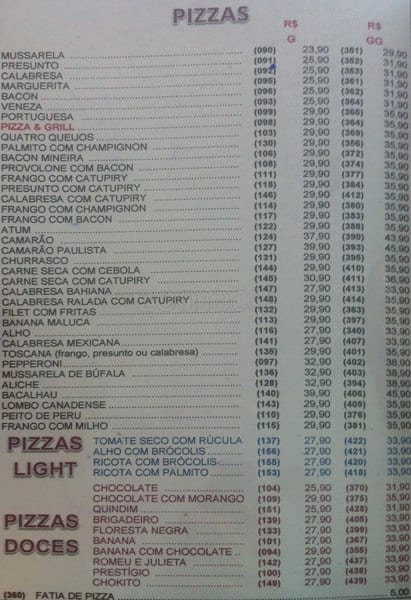 PIZZAS
R$ R$
G GG
MUSSARELA (090) 23,90 (361) 29,90
PRESUNTO (091) 25,90 (352) 31,90
CALABRESA (092) 25,90 (353) 31,90
MARGUERITA (095) 25,90 (351) 31,90
BACON (096) 25,90 (362) 31,90
VENEZA (093) 25,90 (354) 31,90
PORTUGUESA (099) 29,90 (365) 35,90
PIZZA & GRILL (098) 29,90 (364) 35,90
QUATRO QUEIJOS (103) 29,90 (369) 35,90
PALMITO COM CHAMPIGNON (130) 29,90 (356) 35,90
BACON MINEIRA (106) 29,90 (372) 35,90
PROVOLONE COM BACON (108) 29,90 (374) 35,90
FRANGO COM CATUPIRY (111) 29,90 (377) 35,90
PRESUNTO COM CATUPIRY (118) 29,90 (384) 35,90
CALABRESA COM CATUPIRY (146) 29,90 (412) 35,90
FRANGO COM CHAMPIGNON (114) 29,90 (380) 35,90
FRANGO COM BACON (117) 29,90 (383) 35,90
ATUM (122) 29,90 (388) 35,90
CAMARÃO (124) 37,90 (390) 43,90
CAMARÃO PAULISTA (127) 39,90 (393) 45,90
CHURRASCO (131) 29,90 (395) 35,90
CARNE SECA COM CEBOLA (144) 29,90 (410) 35,90
CARNE SECA COM CATUPIRY (145) 30,90 (411) 36,90
CALABRESA BAHIANA (147) 27,90 (413) 33,90
CALABRESA RALADA COM CATUPIRY (148) 29,90 (414) 35,90
FILET COM FRITAS (132) 29,90 (363) 35,90
BANANA MALUCA (113) 29,90 (397) 35,90
ALHO (116) 27,90 (340) 33,90
CALABRESA MEXICANA (141) 27,90 (407) 33,90
TOSCANA (frango, presunto ou calabresa) (135) 29,90 (401) 35,90
PEPPERONI (097) 32,90 (402) 38,90
MUSSARELA DE BÚFALA (136) 32,90 (403) 38,90
ALICHE (128) 32,90 (394) 38,90
BACALHAU (140) 39,90 (406) 45,90
LOMBO CANADENSE (143) 29,90 (409) 35,90
PEITO DE PERU (110) 29,90 (376) 35,90
FRANGO COM MILHO (115) 29,90 (381) 35,90
PIZZAS LIGHT
TOMATE SECO COM RÚCULA (137) 27,90 (422) 33,90
ALHO COM BRÓCOLIS (156) 27,90 (421) 33,90
RICOTA COM BRÓCOLIS (155) 27,90 (420) 33,90
RICOTA COM PALMITO (153) 27,90 (418) 33,90
PIZZAS DOCES
CHOCOLATE (104) 25,90 (370) 31,90
CHOCOLATE COM MORANGO (109) 29,90 (375) 35,90
QUINDIM (151) 25,90 (428) 31,90
BRIGADEIRO (139) 27,90 (405) 33,90
FLORESTA NEGRA (133) 27,90 (399) 33,90
BANANA (101) 27,90 (367) 33,90
BANANA COM CHOCOLATE (094) 29,90 (355) 35,90
ROMEU E JULIETA (142) 27,90 (408) 33,90
PRESTÍGIO (100) 27,90 (438) 33,90
CHOKITO (149) 27,90 (439) 33,90
(360) FATIA DE PIZZA 5,00